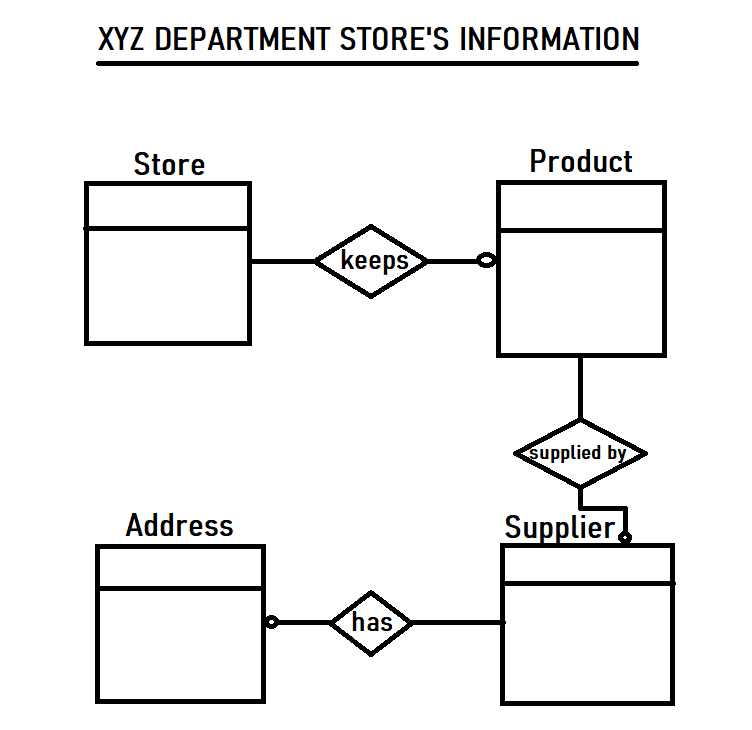 XYZ DEPARTMENT STORE'S INFORMATION
Store
Product
keeps
supplied by
Address
Supplier
has